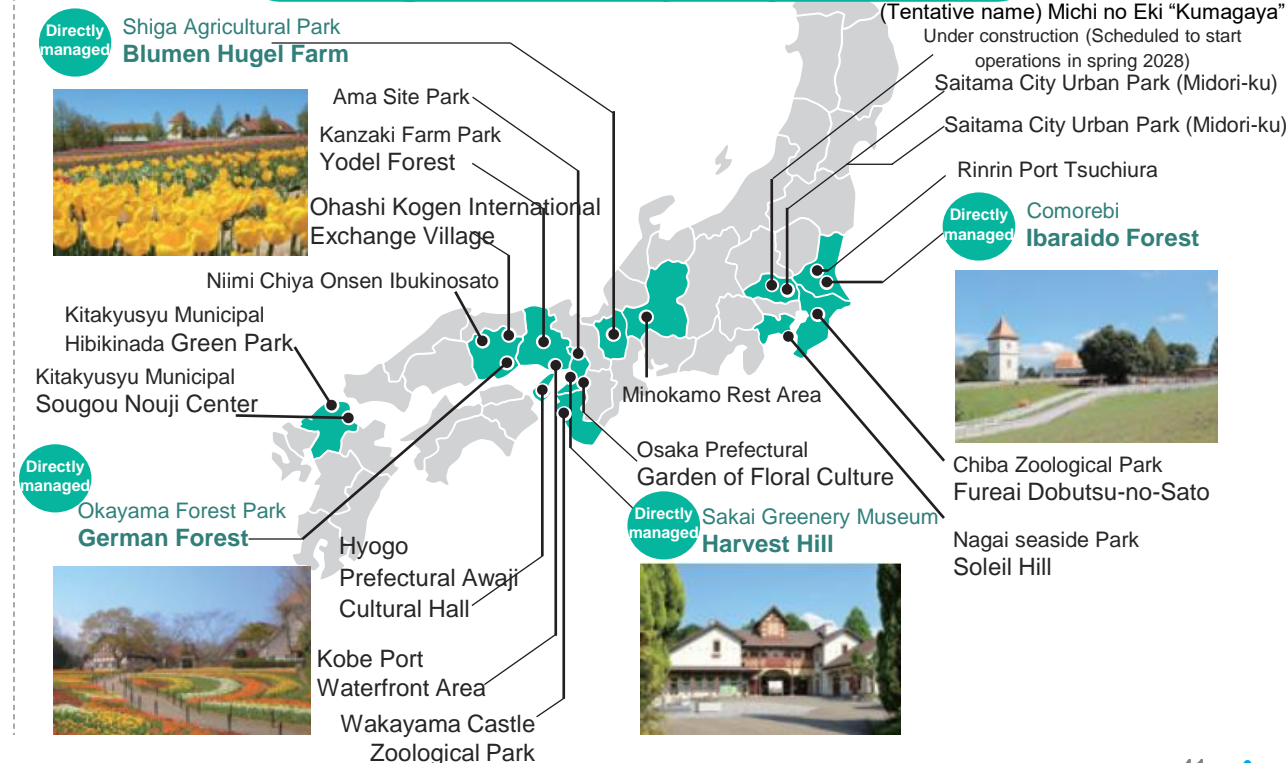 Directly
managed
Shiga Agricultural Park
Blumen Hugel Farm
Ama Site Park
Kanzaki Farm Park
Yodel Forest
Ohashi Kogen International
Exchange Village
Niimi Chiya Onsen Ibukinosato
Kitakyusyu Municipal
Hibikinada Green Park
Kitakyusyu Municipal
Sougou Nouji Center
Directly
managed
Okayama Forest Park
German Forest
Hyogo
Prefectural Awaji
Cultural Hall
Kobe Port
Waterfront Area
Wakayama Castle
Zoological Park
(Tentative name) Michi no Eki “Kumagaya”
Under construction (Scheduled to start
operations in spring 2028)
Saitama City Urban Park (Midori-ku)
Saitama City Urban Park (Midori-ku)
Rinrin Port Tsuchiura
Directly
managed
Comorebi
Ibaraido Forest
Minokamo Rest Area
Osaka Prefectural
Garden of Floral Culture
Directly
managed
Sakai Greenery Museum
Harvest Hill
Chiba Zoological Park
Fureai Dobutsu-no-Sato
Nagai seaside Park
Soleil Hill